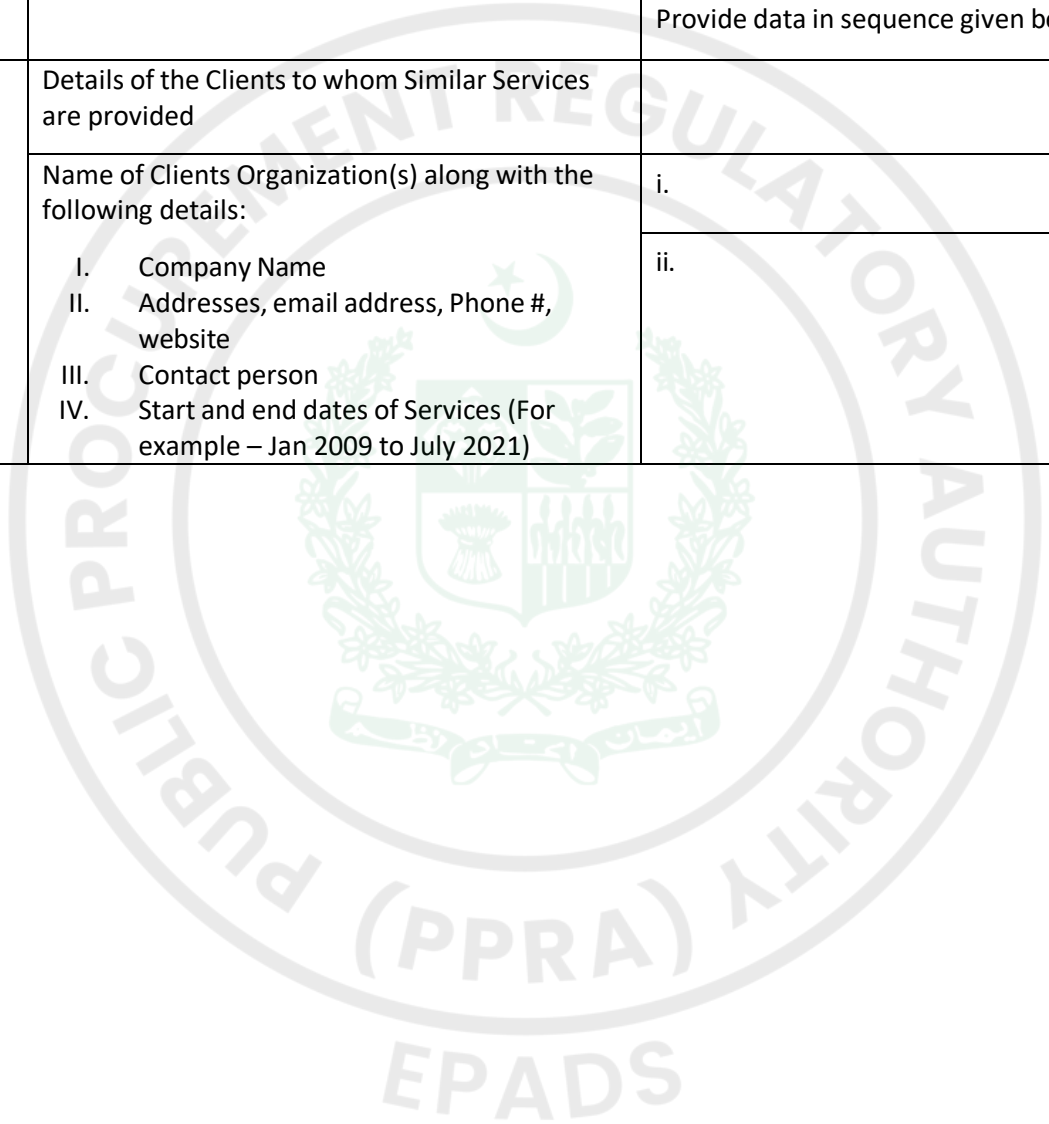 Provide data in sequence given
Details of the Clients to whom Similar Services
are provided
Name of Clients Organization(s) along with the
following details:
i.
I. Company Name
ii.
II. Addresses, email address, Phone #,
website
III. Contact person
IV. Start and end dates of Services (For
example – Jan 2009 to July 2021)
PUBLIC PROCUREMENT REGULATORY AUTHORITY
(PPRA)
EPADS